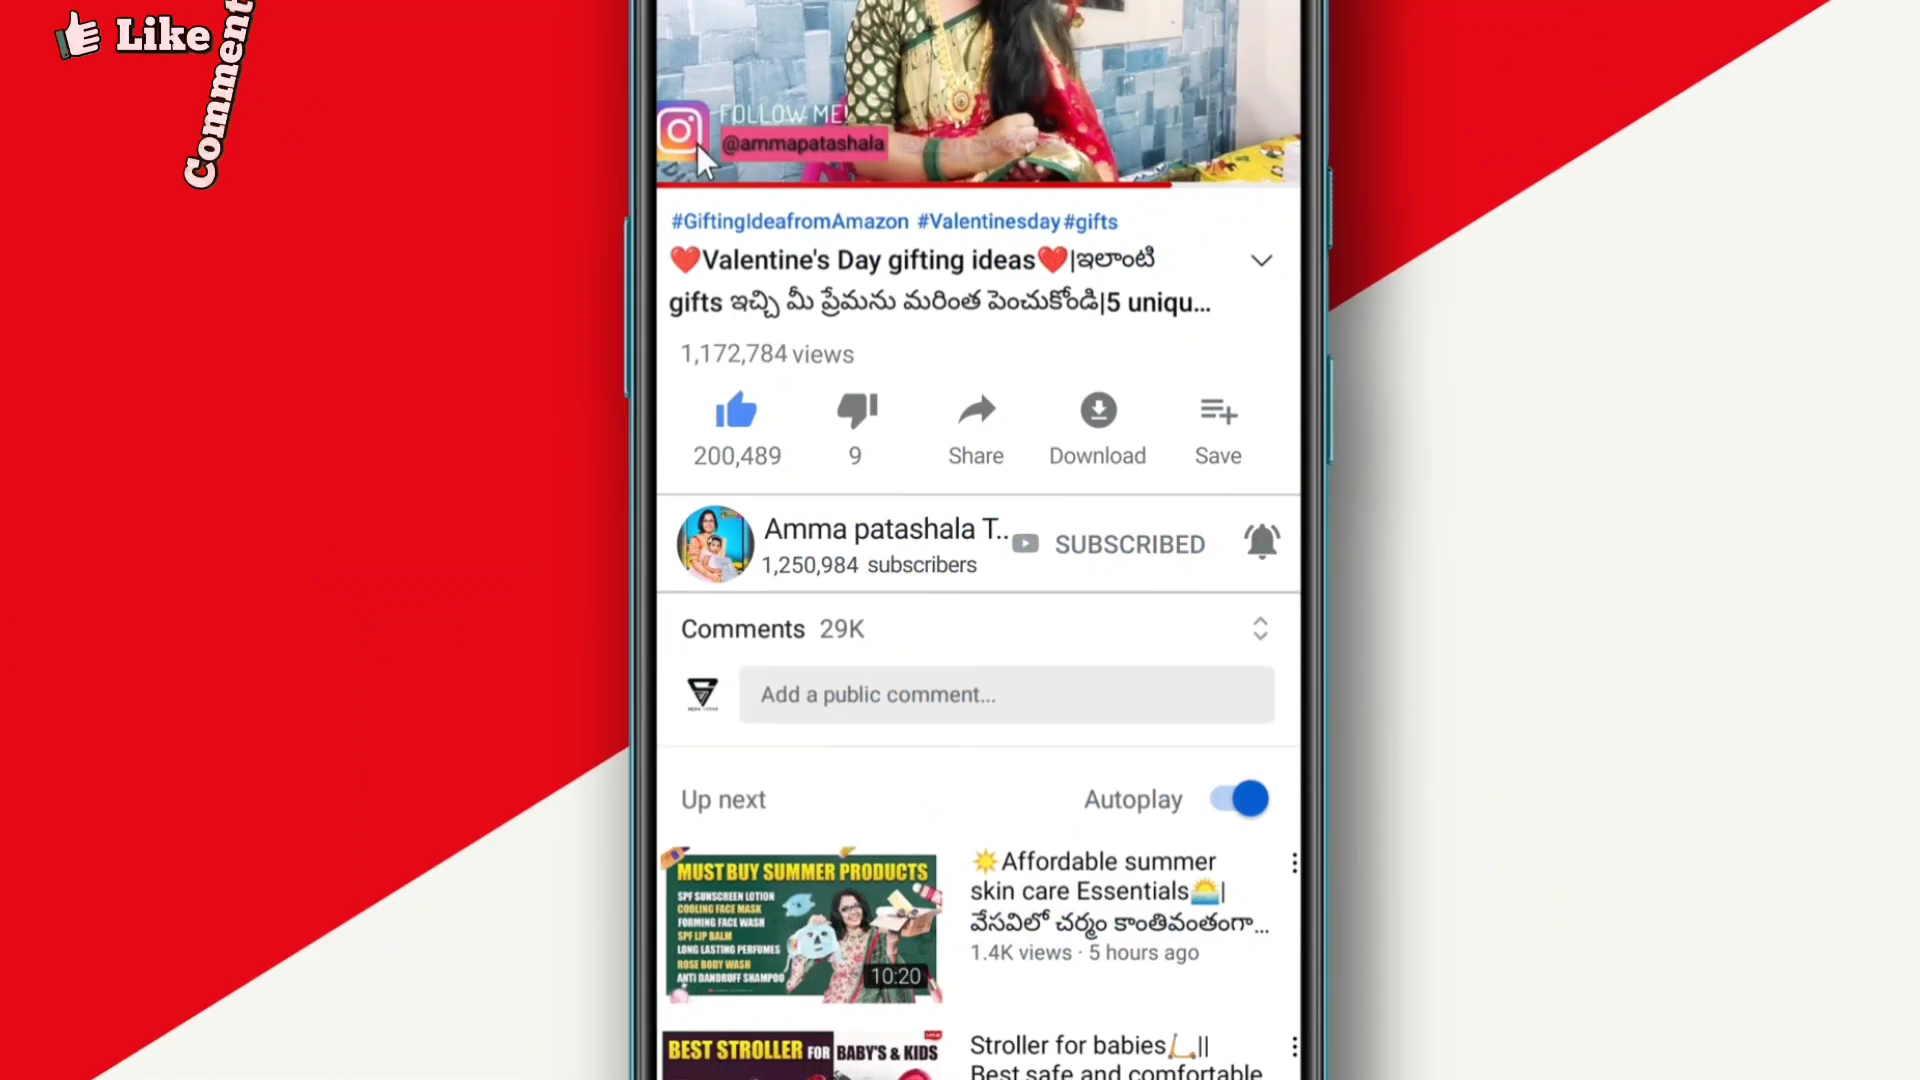 Like
Comment
FOLLOW ME!
@ammapatashala
#GiftingIdeafromAmazon #Valentinesday #gifts
❤️Valentine's Day gifting ideas❤️|ఇలాంటి
gifts ఇచ్చి మీ ప్రేమను మరింత పెంచుకోండి|5 uniqu...
1,172,784 views
200,489
9
Share
Download
Save
Amma patashala T..
SUBSCRIBED
1,250,984 subscribers
Comments 29K
Add a public comment...
Up next
Autoplay
MUST BUY SUMMER PRODUCTS
SPF SUNSCREEN LOTION
COOLING FACE MASK
FORMING FACE WASH
SPF LIP BALM
LONG LASTING PERFUMES
ROSE BODY WASH
ANTI DANDRUFF SHAMPOO
10:20
☀️Affordable summer
skin care Essentials🌅|
వేసవిలో చర్మం కాంతివంతంగా...
1.4K views · 5 hours ago
BEST STROLLER FOR BABY'S & KIDS
Stroller for babies🛴||
Best safe and comfortable